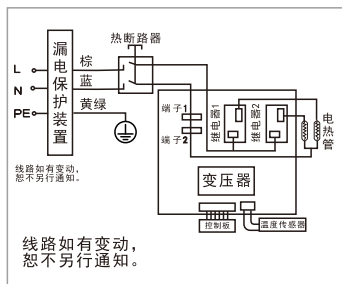 热断路器
漏电保护装置
L
N
PE
棕
蓝
黄绿
端子1
端子2
继电器1
继电器2
电热管
线路如有变动，
恕不另行通知。
变压器
控制板
温度传感器
线路如有变动，
恕不另行通知。